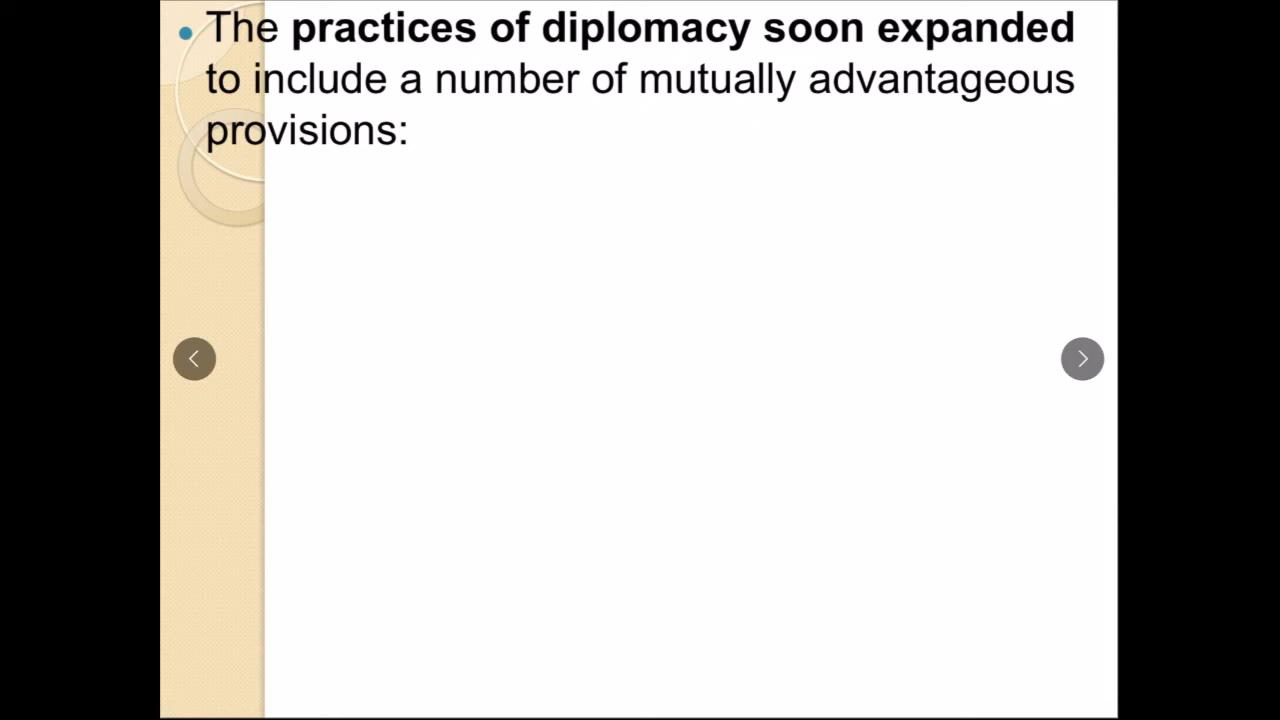 The practices of diplomacy soon expanded
to include a number of mutually advantageous
provisions: